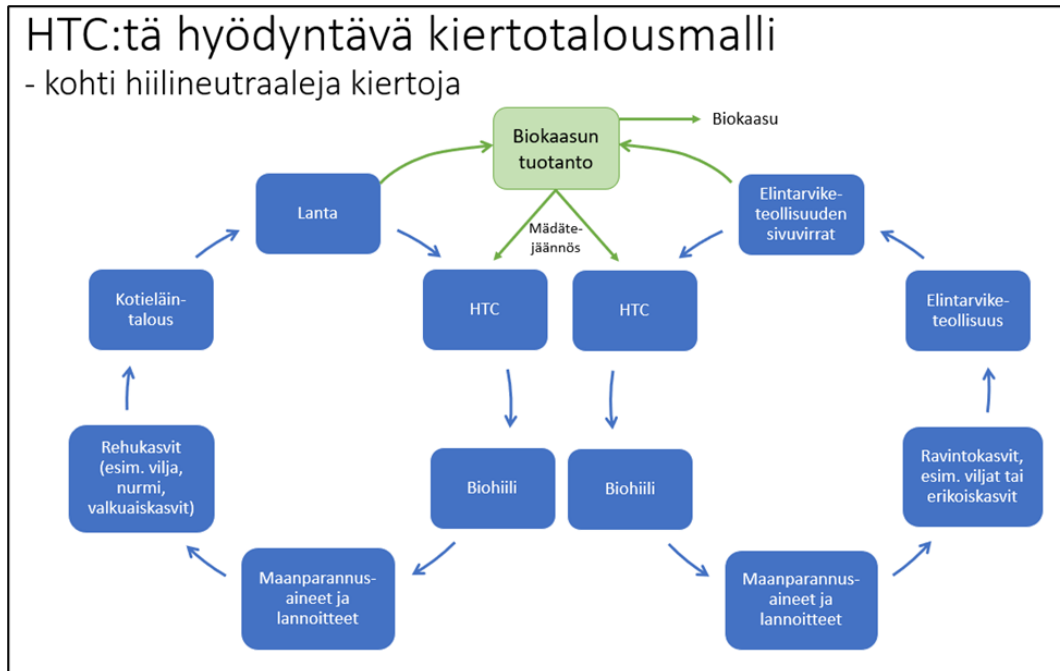 HTC:tä hyödyntävä kiertotalousmalli
- kohti hiilineutraaleja kiertoja
Biokaasun
tuotanto
Biokaasu
Lanta
Mädäte-
jäännös
Elintarvike-
teollisuuden
sivuvirrat
Kotieläin-
talous
HTC
HTC
Elintarvike-
teollisuus
Rehukasvit
(esim. vilja,
nurmi,
valkuaiskasvit)
Biohiili
Biohiili
Ravintokasvit,
esim. viljat tai
erikoiskasvit
Maanparannus-
aineet ja
lannoitteet
Maanparannus-
aineet ja
lannoitteet